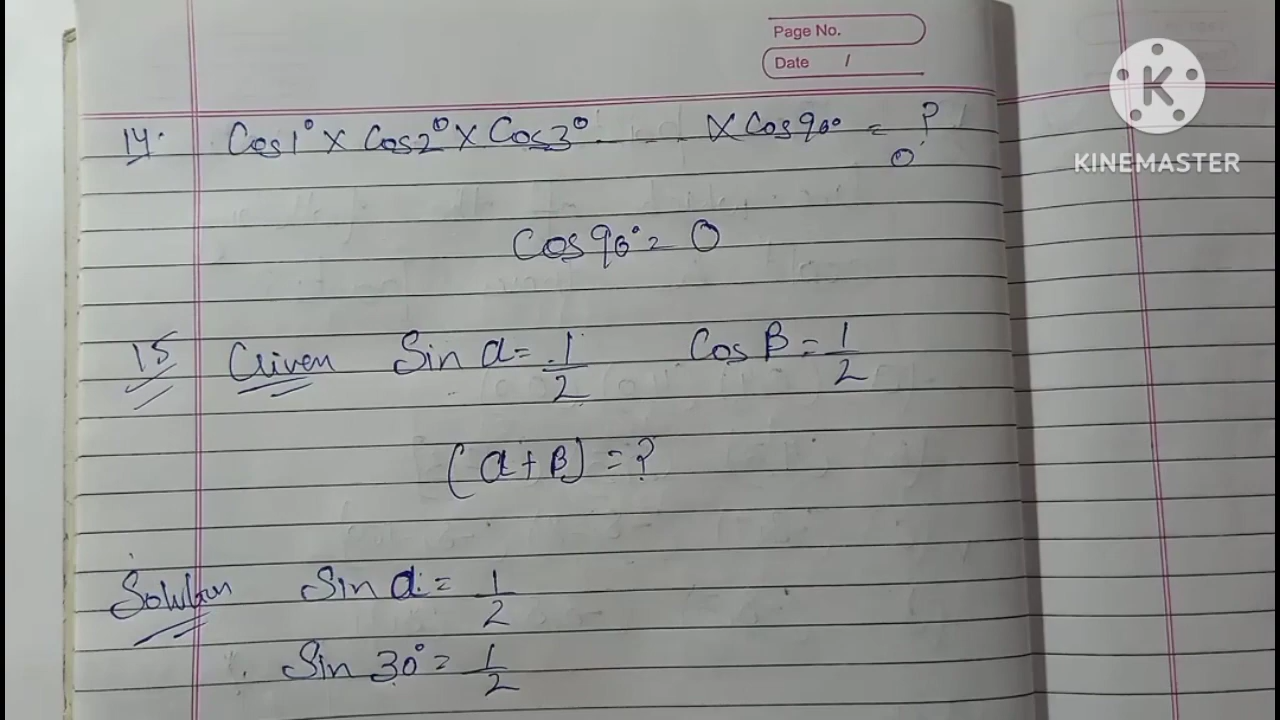 Page No.
Date /
14. Cos1° × Cos2° × Cos3° - - - - × Cos90° = ?
0
Cos90° = 0
15 Given Sin α = 1/2 Cos β = 1/2
(α + β) = ?
Solution Sin α = 1/2
Sin 30° = 1/2
KINEMASTER